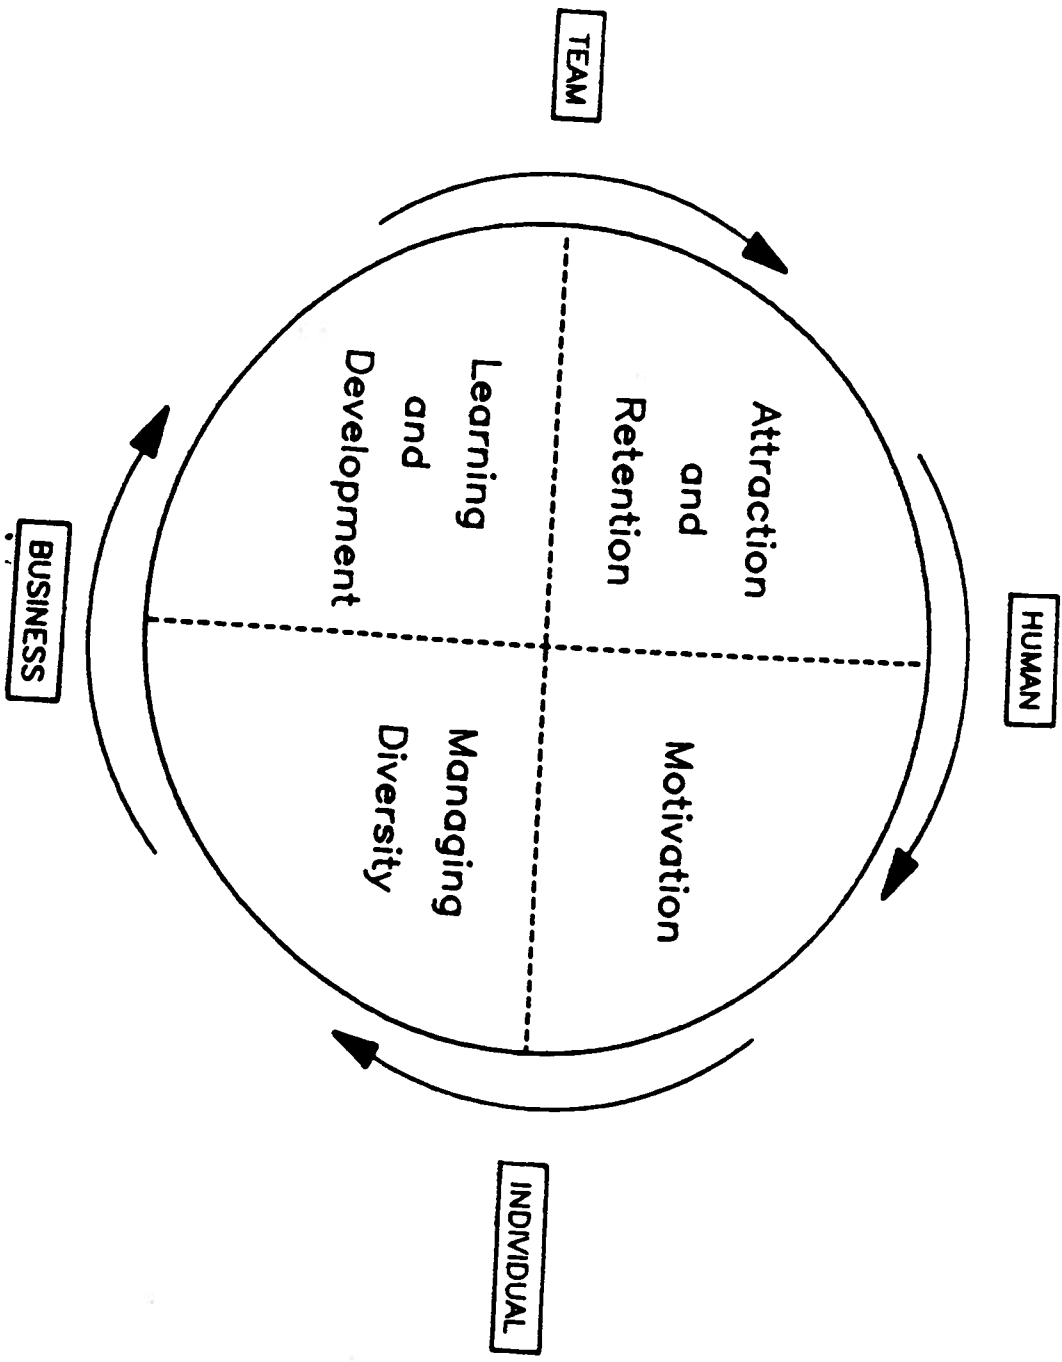 HUMAN
Attraction
and
Retention
Motivation
TEAM
INDIVIDUAL
Learning
and
Development
Managing
Diversity
BUSINESS